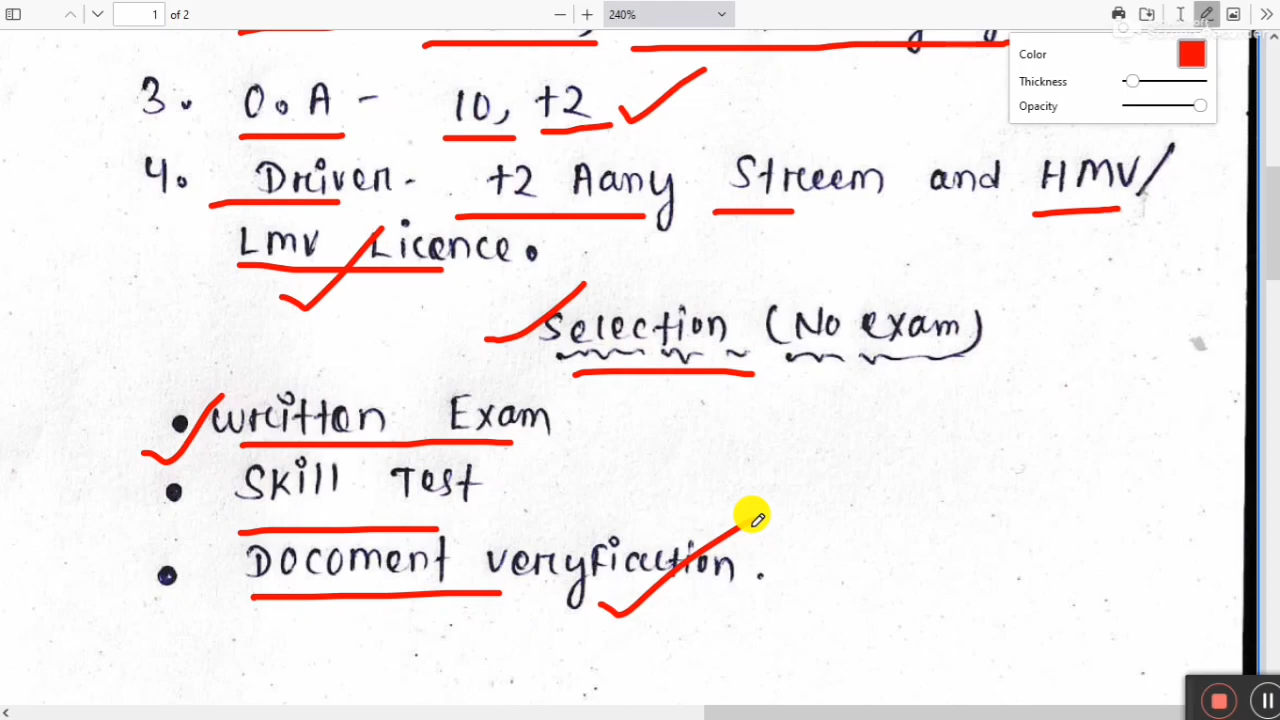 1 of 2
240%
Color
Thickness
Opacity
3. O.A - 10, +2
4. Driver. +2 Aany Streem and HMV/
Lmv Licence.
Selection (No exam)
• Written Exam
• Skill Test
• Docoment veryfication.